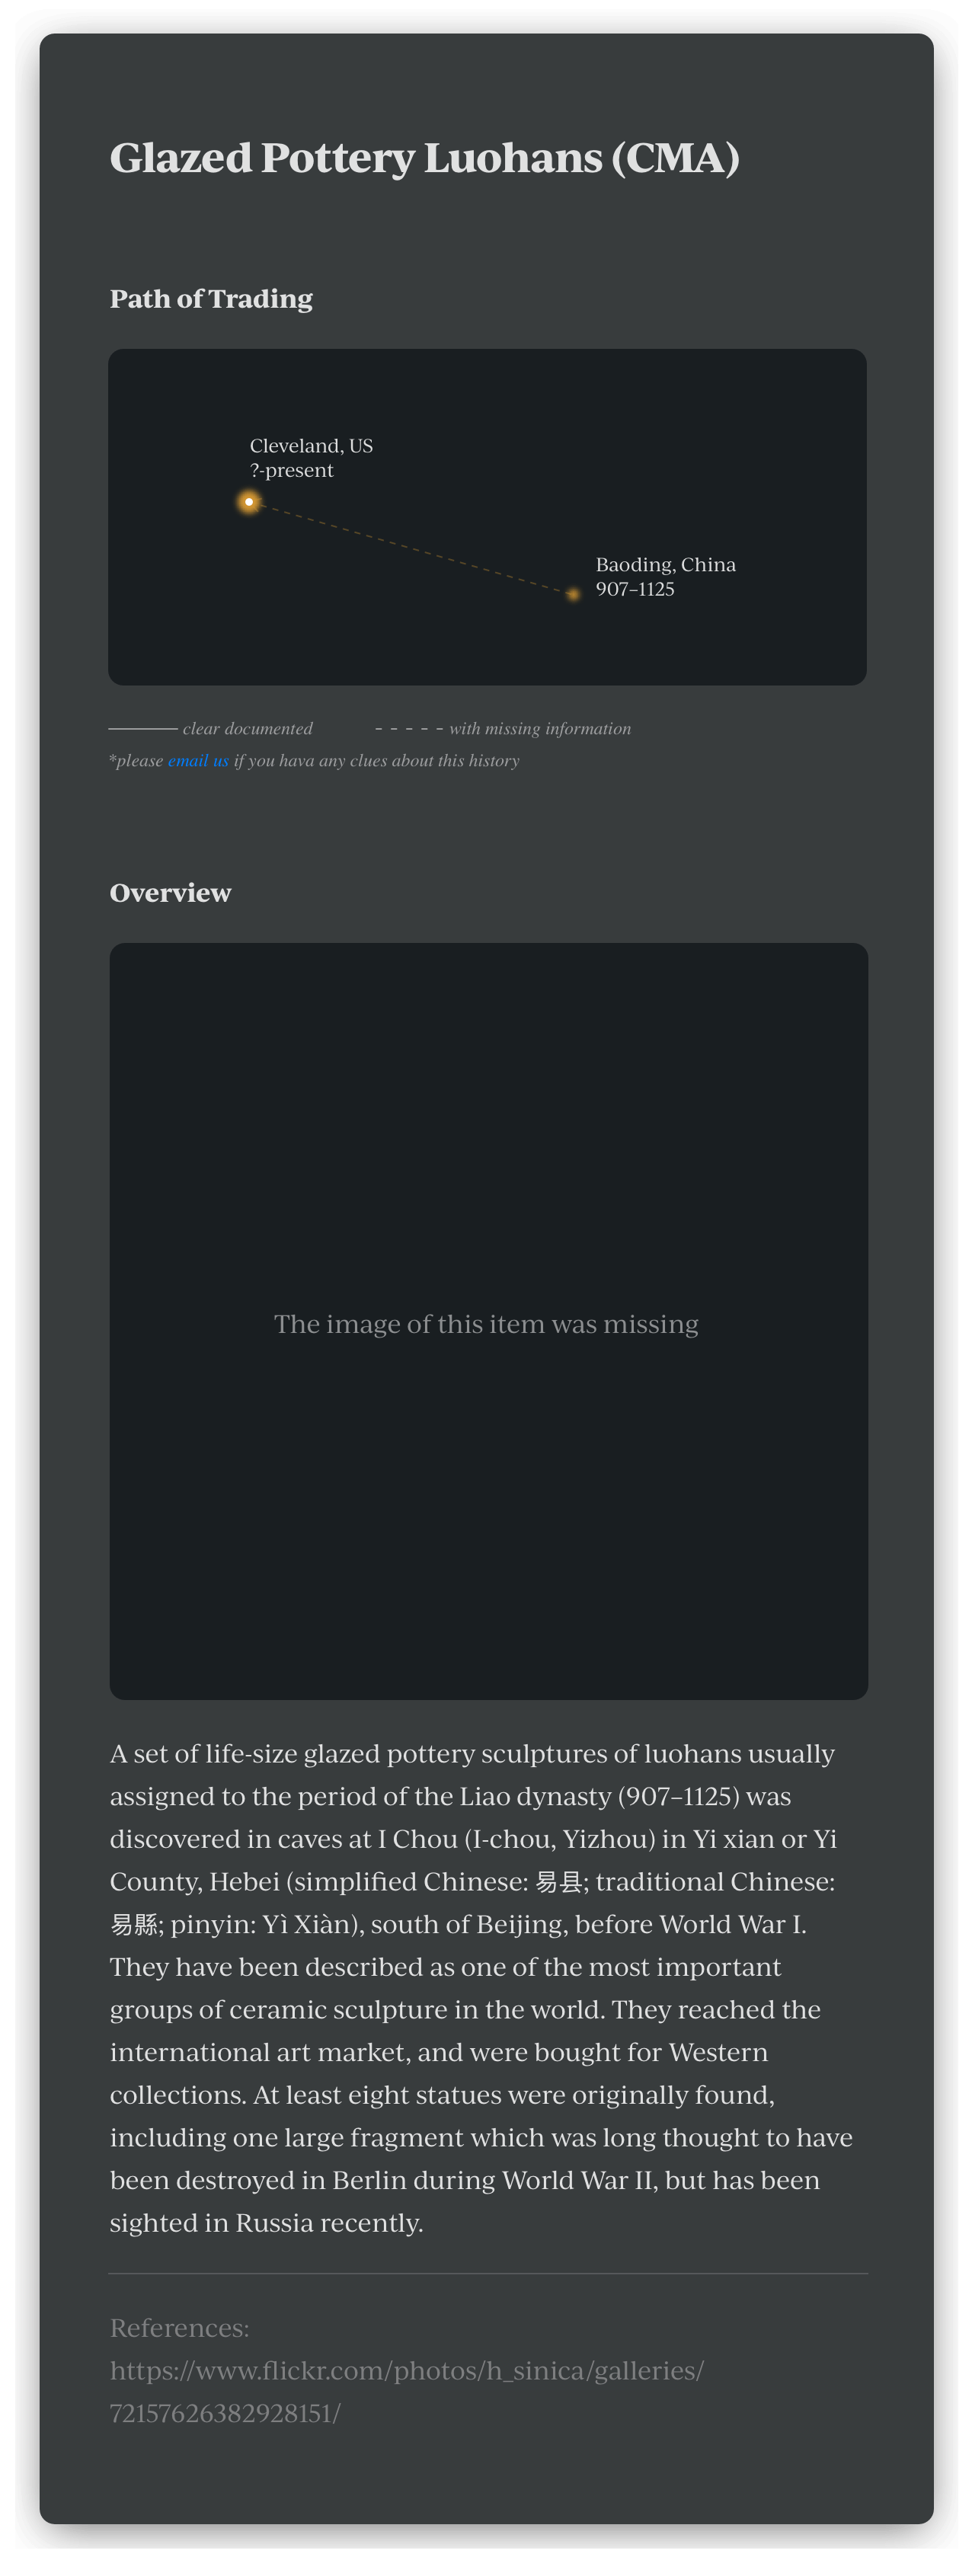 Glazed Pottery Luohans (CMA)
Path of Trading
Cleveland, US
?-present
Baoding, China
907–1125
clear documented
with missing information
*please email us if you hava any clues about this history
Overview
The image of this item was missing
A set of life-size glazed pottery sculptures of luohans usually
assigned to the period of the Liao dynasty (907–1125) was
discovered in caves at I Chou (I-chou, Yizhou) in Yi xian or Yi
County, Hebei (simplified Chinese: 易县; traditional Chinese:
易縣; pinyin: Yì Xiàn), south of Beijing, before World War I.
They have been described as one of the most important
groups of ceramic sculpture in the world. They reached the
international art market, and were bought for Western
collections. At least eight statues were originally found,
including one large fragment which was long thought to have
been destroyed in Berlin during World War II, but has been
sighted in Russia recently.
References:
https://www.flickr.com/photos/h_sinica/galleries/
72157626382928151/